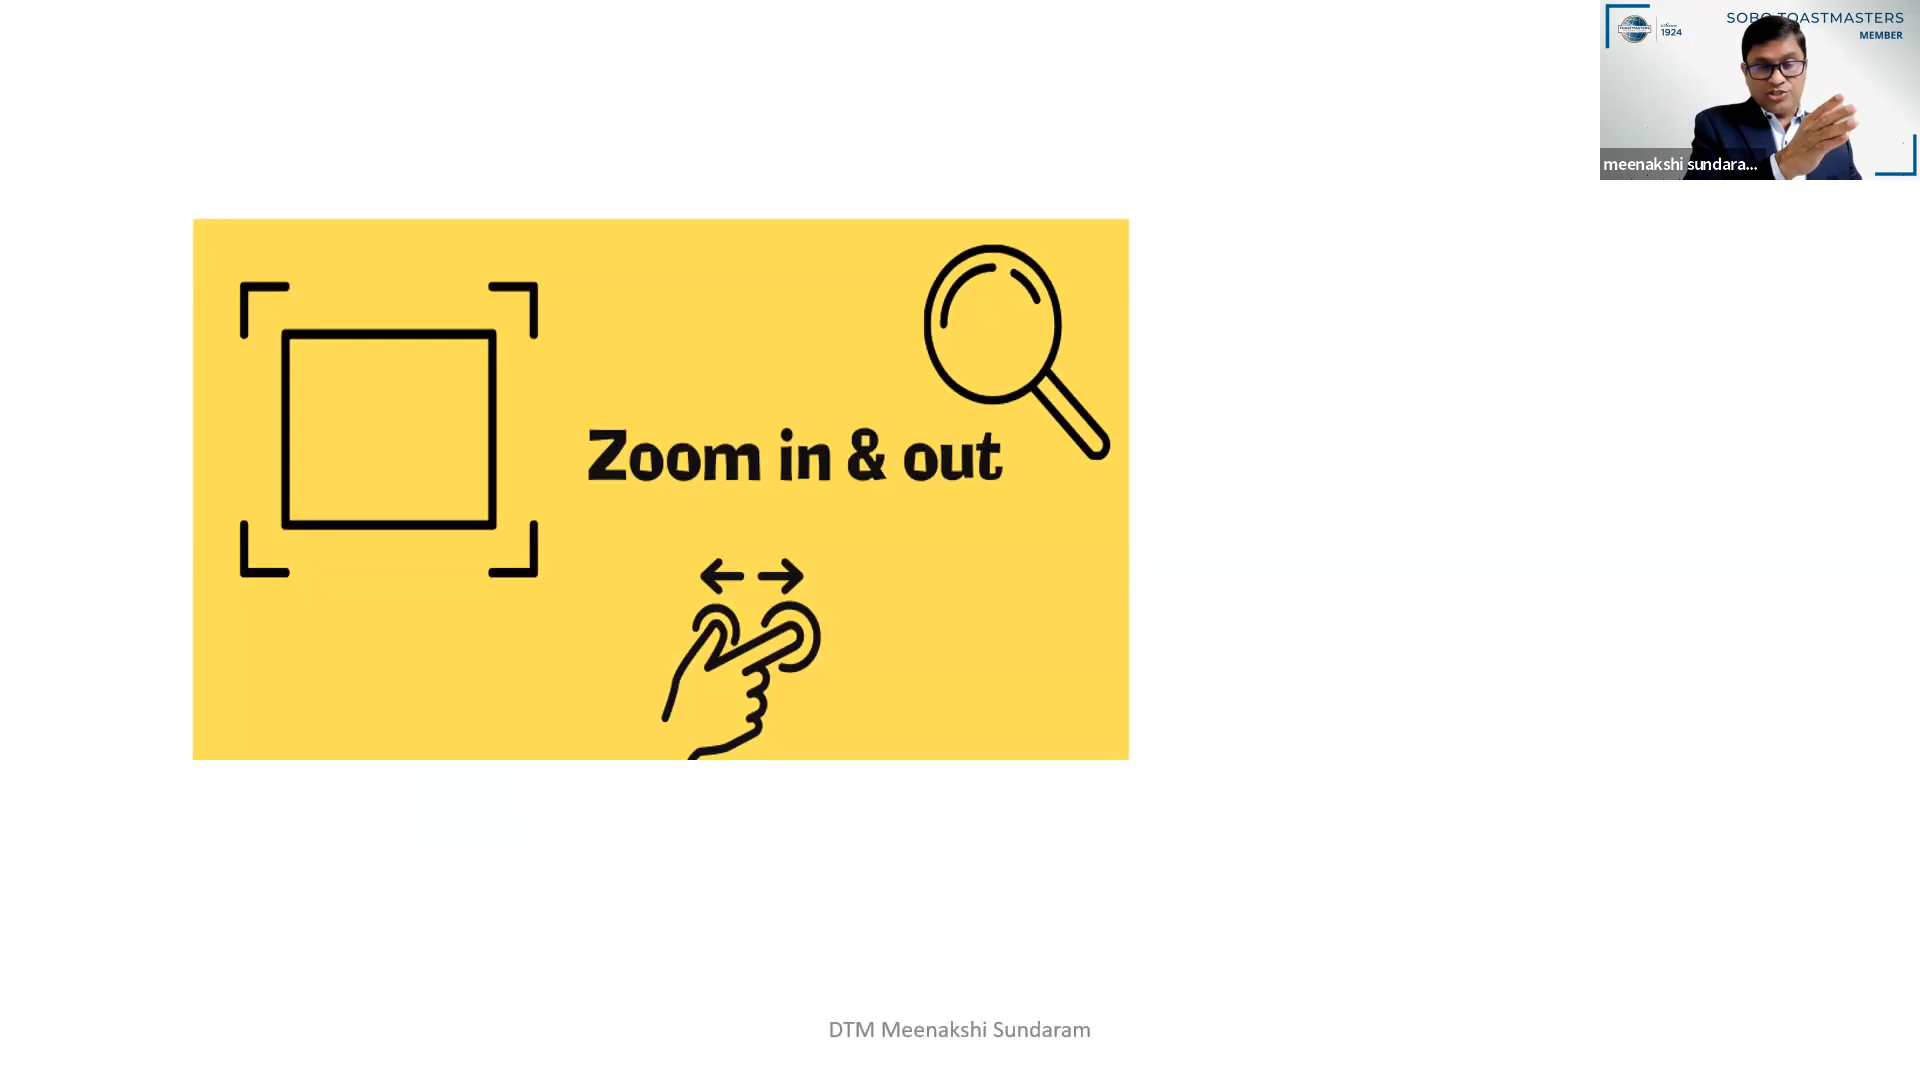 SOBO TOASTMASTERS
MEMBER
1924
meenakshi sundara...
Zoom in & out
DTM Meenakshi Sundaram